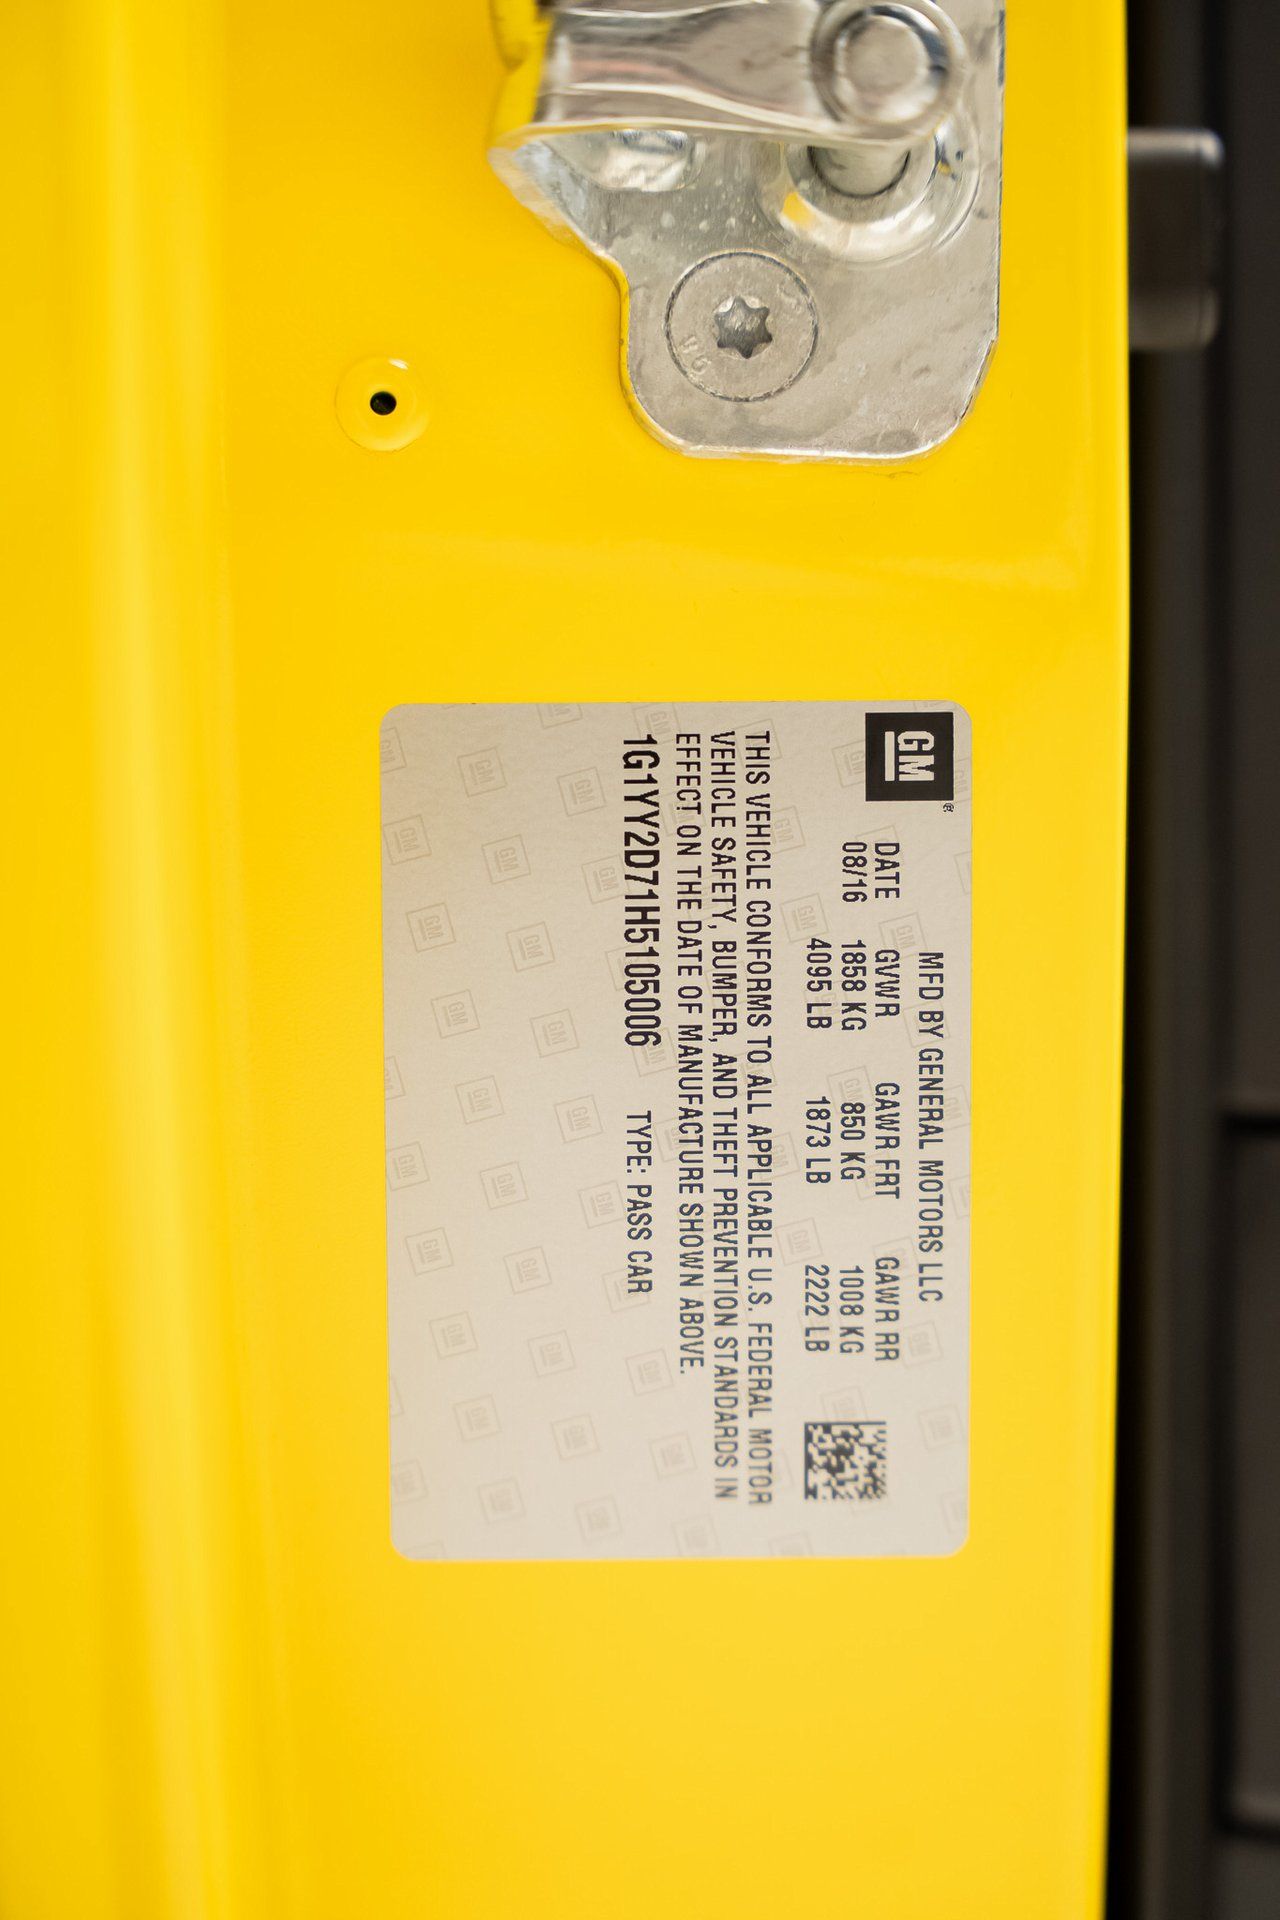 GM®
MFD BY GENERAL MOTORS LLC
DATE GVWR GAWR FRT GAWR RR
08/16 1858 KG 850 KG 1008 KG
4095 LB 1873 LB 2222 LB
THIS VEHICLE CONFORMS TO ALL APPLICABLE U.S. FEDERAL MOTOR
VEHICLE SAFETY, BUMPER, AND THEFT PREVENTION STANDARDS IN
EFFECT ON THE DATE OF MANUFACTURE SHOWN ABOVE.
1G1YY2D71H5105006 TYPE: PASS CAR